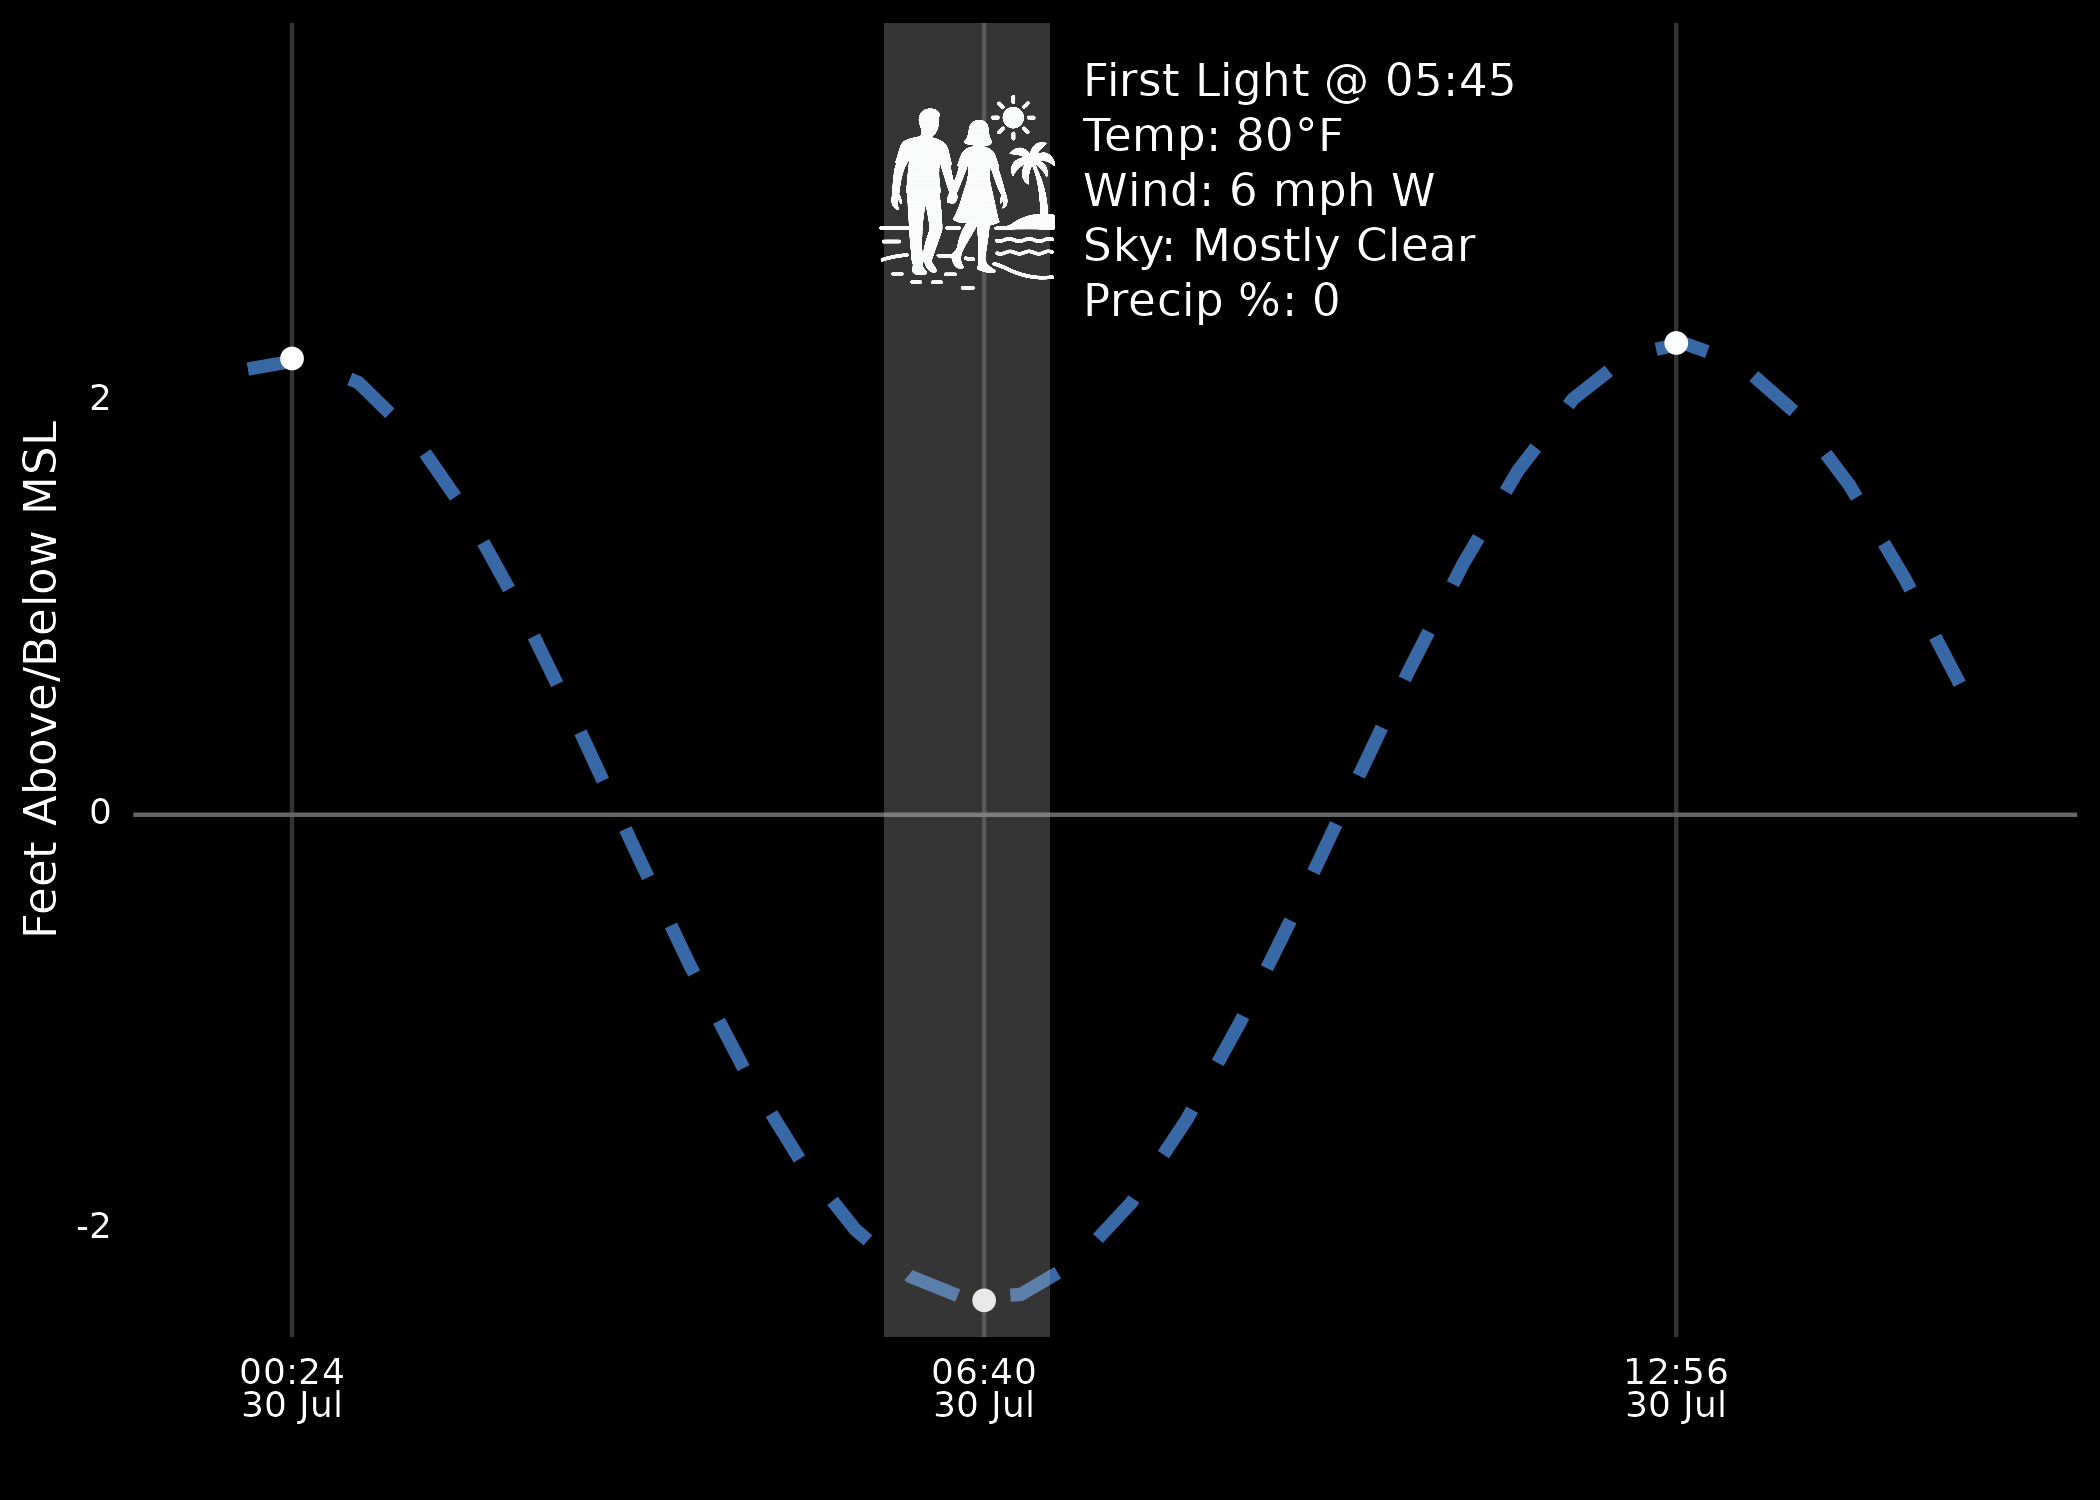 First Light @ 05:45
Temp: 80°F
Wind: 6 mph W
Sky: Mostly Clear
Precip %: 0
Feet Above/Below MSL
2
0
-2
00:24
30 Jul
06:40
30 Jul
12:56
30 Jul